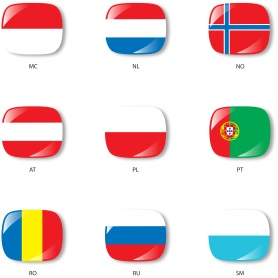 MC NL NO
AT PL PT
RO RU SM